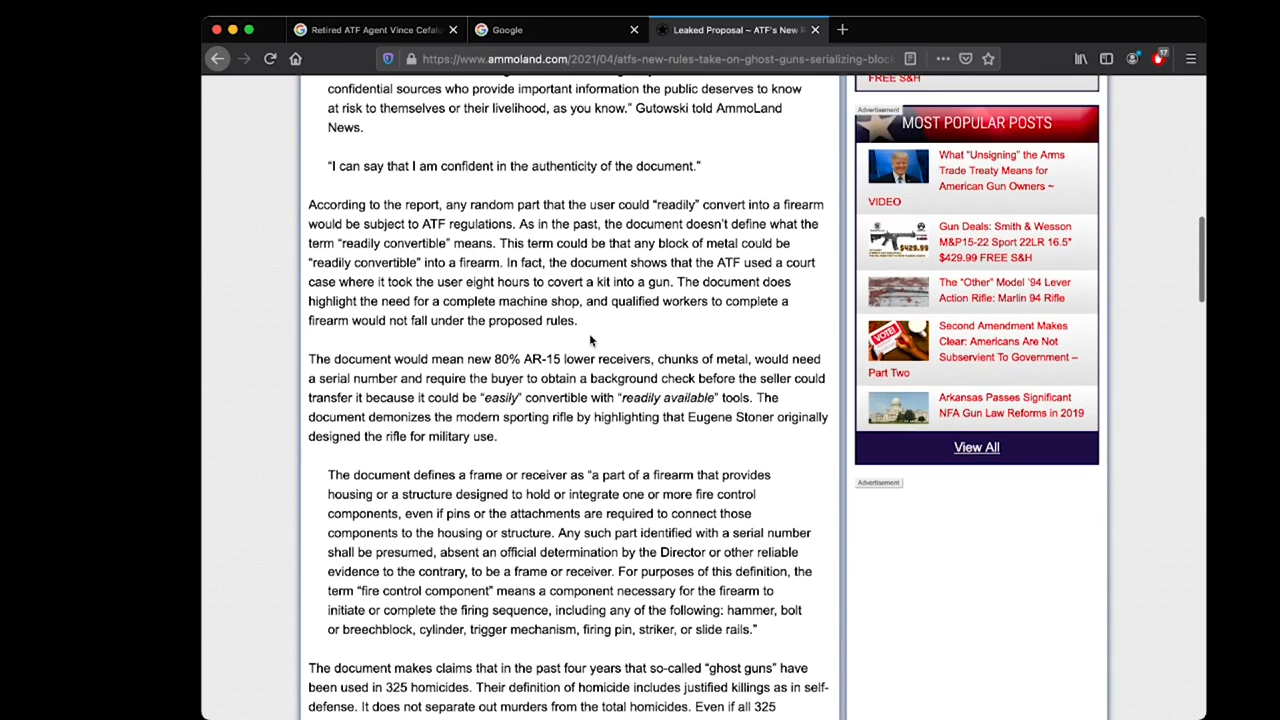 Retired ATF Agent Vince Cefalu
Google
Leaked Proposal ~ ATF's New R
https://www.ammoland.com/2021/04/atfs-new-rules-take-on-ghost-guns-serializing-block
17
confidential sources who provide important information the public deserves to know
at risk to themselves or their livelihood, as you know.” Gutowski told AmmoLand
News.
“I can say that I am confident in the authenticity of the document.”
According to the report, any random part that the user could “readily” convert into a firearm
would be subject to ATF regulations. As in the past, the document doesn’t define what the
term “readily convertible” means. This term could be that any block of metal could be
“readily convertible” into a firearm. In fact, the document shows that the ATF used a court
case where it took the user eight hours to covert a kit into a gun. The document does
highlight the need for a complete machine shop, and qualified workers to complete a
firearm would not fall under the proposed rules.
The document would mean new 80% AR-15 lower receivers, chunks of metal, would need
a serial number and require the buyer to obtain a background check before the seller could
transfer it because it could be “easily” convertible with “readily available” tools. The
document demonizes the modern sporting rifle by highlighting that Eugene Stoner originally
designed the rifle for military use.
The document defines a frame or receiver as “a part of a firearm that provides
housing or a structure designed to hold or integrate one or more fire control
components, even if pins or the attachments are required to connect those
components to the housing or structure. Any such part identified with a serial number
shall be presumed, absent an official determination by the Director or other reliable
evidence to the contrary, to be a frame or receiver. For purposes of this definition, the
term “fire control component” means a component necessary for the firearm to
initiate or complete the firing sequence, including any of the following: hammer, bolt
or breechblock, cylinder, trigger mechanism, firing pin, striker, or slide rails.”
The document makes claims that in the past four years that so-called “ghost guns” have
been used in 325 homicides. Their definition of homicide includes justified killings as in self-
defense. It does not separate out murders from the total homicides. Even if all 325
FREE S&H
Advertisement
MOST POPULAR POSTS
What “Unsigning” the Arms
Trade Treaty Means for
American Gun Owners ~
VIDEO
Gun Deals: Smith & Wesson
M&P15-22 Sport 22LR 16.5"
$429.99 FREE S&H
$429.99
The “Other” Model ’94 Lever
Action Rifle: Marlin 94 Rifle
Second Amendment Makes
Clear: Americans Are Not
Subservient To Government –
Part Two
VOTE
Arkansas Passes Significant
NFA Gun Law Reforms in 2019
View All
Advertisement